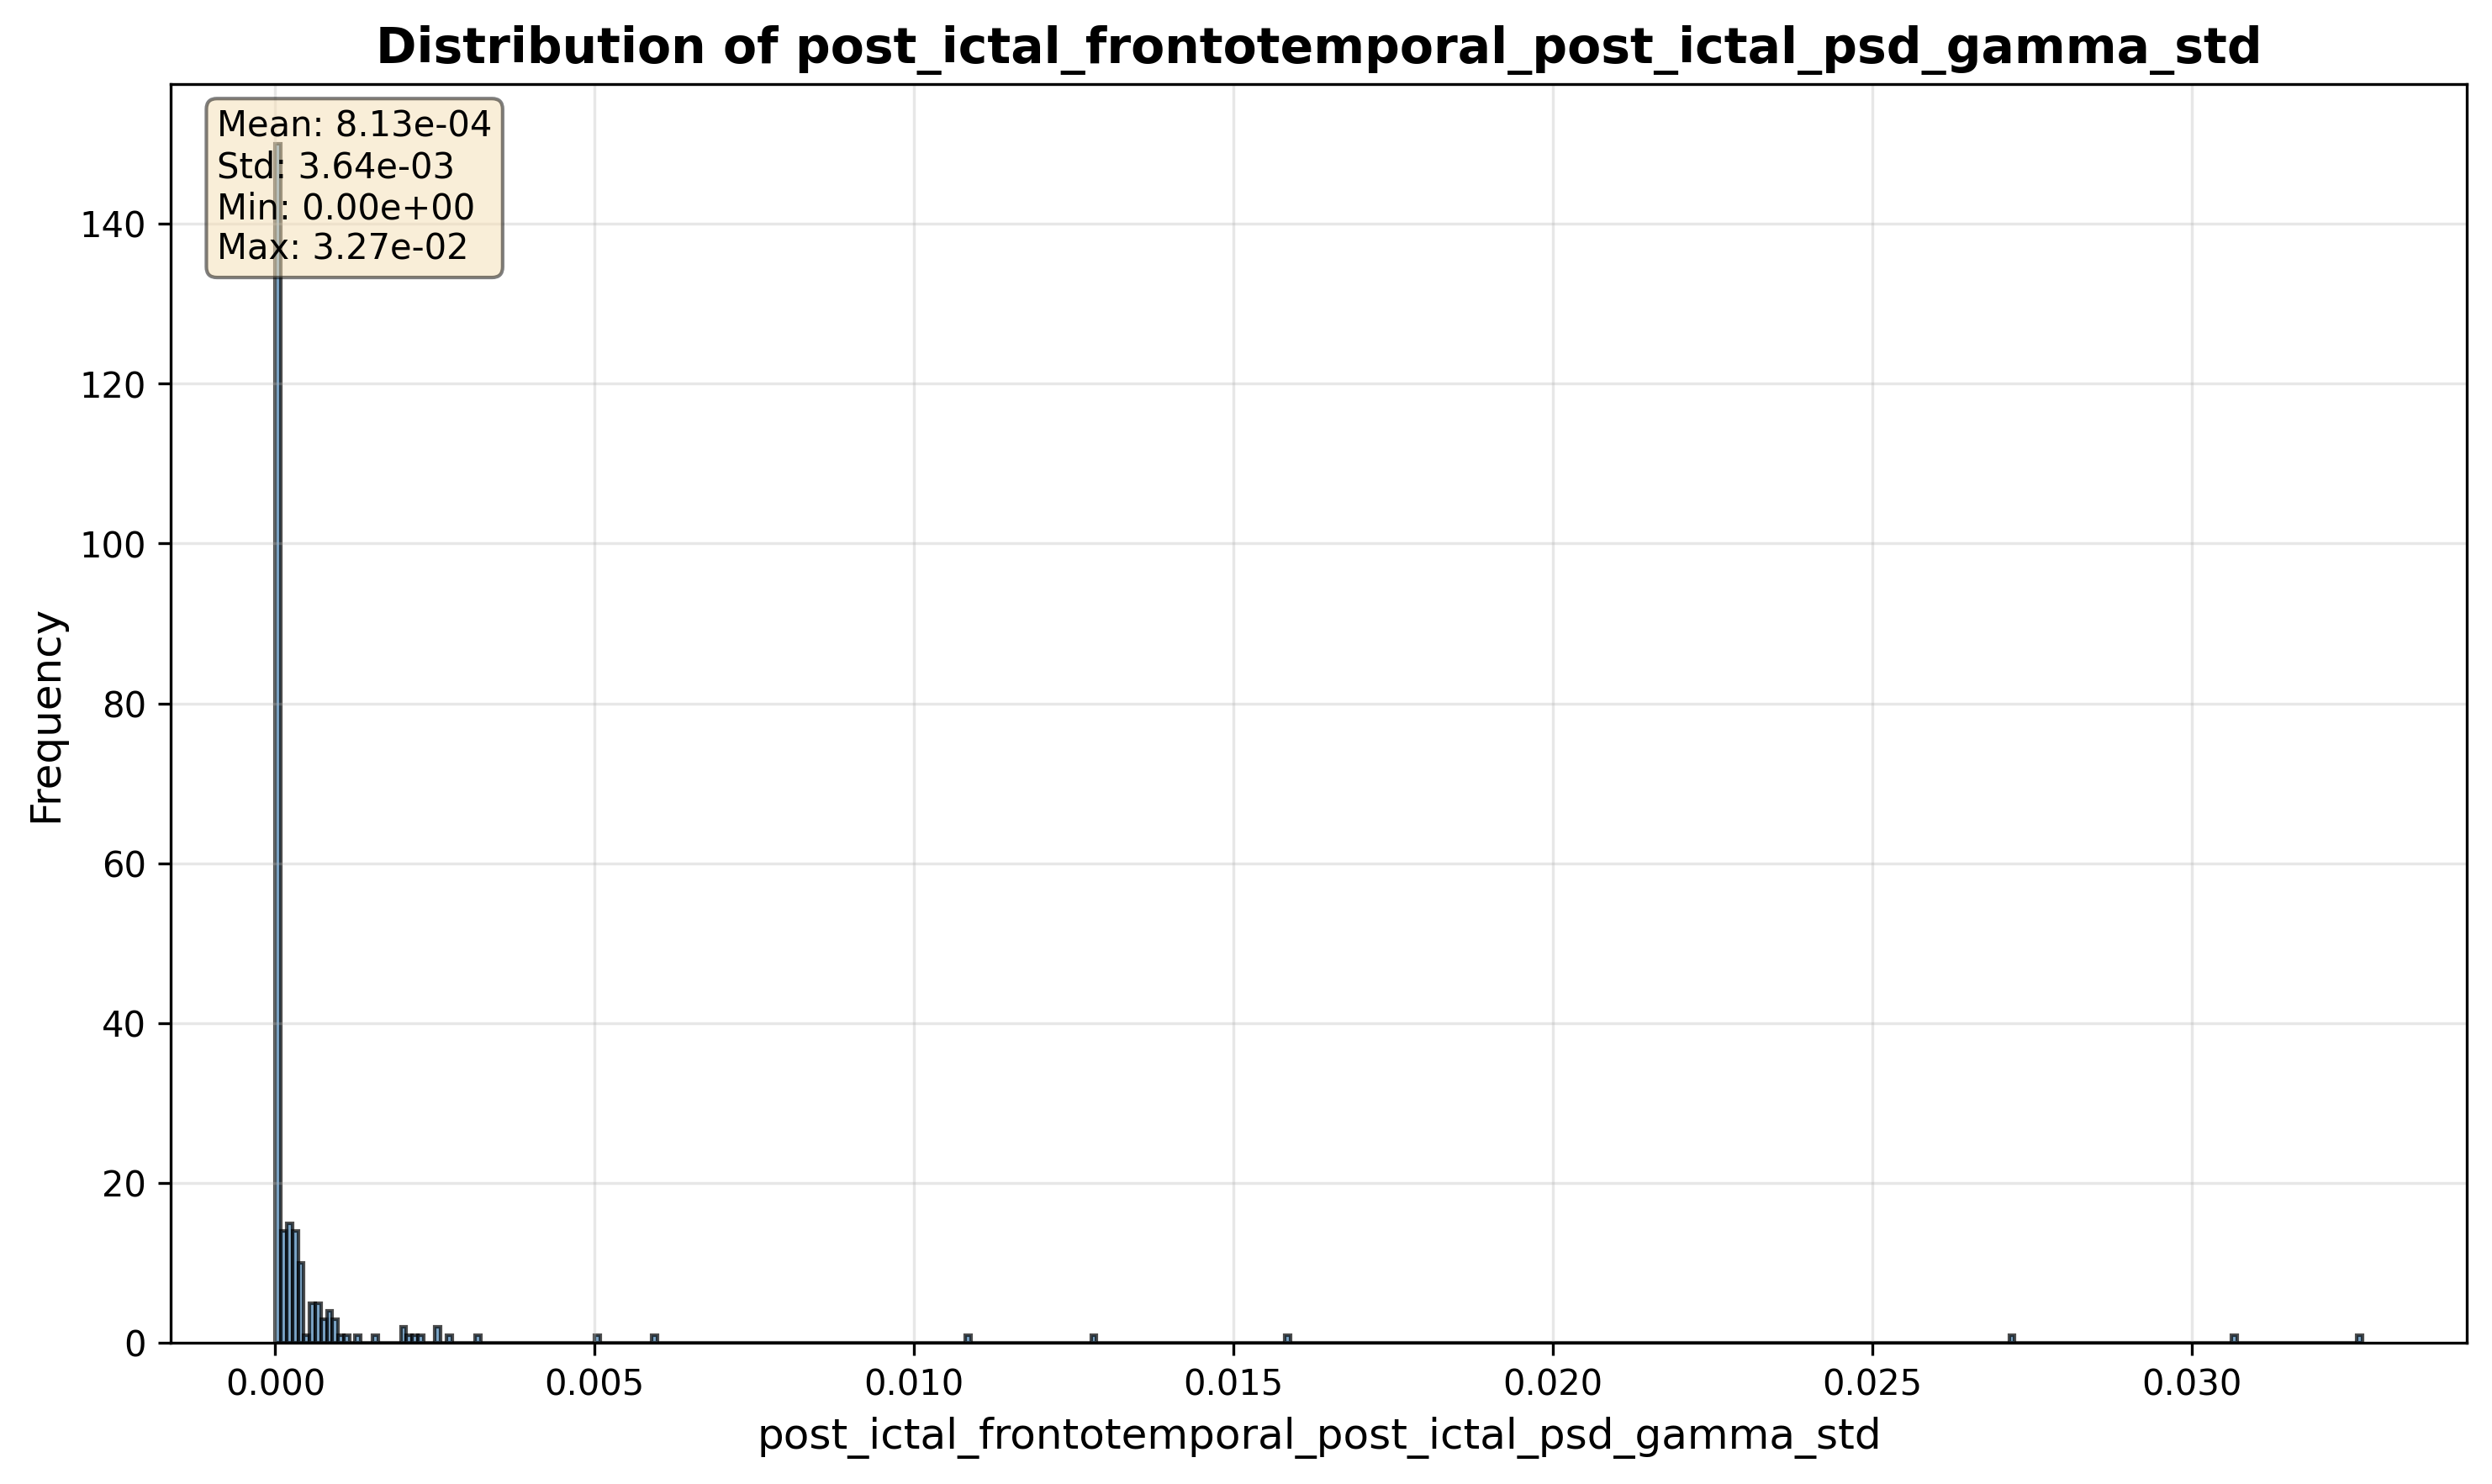 Distribution of post_ictal_frontotemporal_post_ictal_psd_gamma_std
Mean: 8.13e-04
Std: 3.64e-03
Min: 0.00e+00
Max: 3.27e-02
Frequency
140
120
100
80
60
40
20
0
0.000 0.005 0.010 0.015 0.020 0.025 0.030
post_ictal_frontotemporal_post_ictal_psd_gamma_std